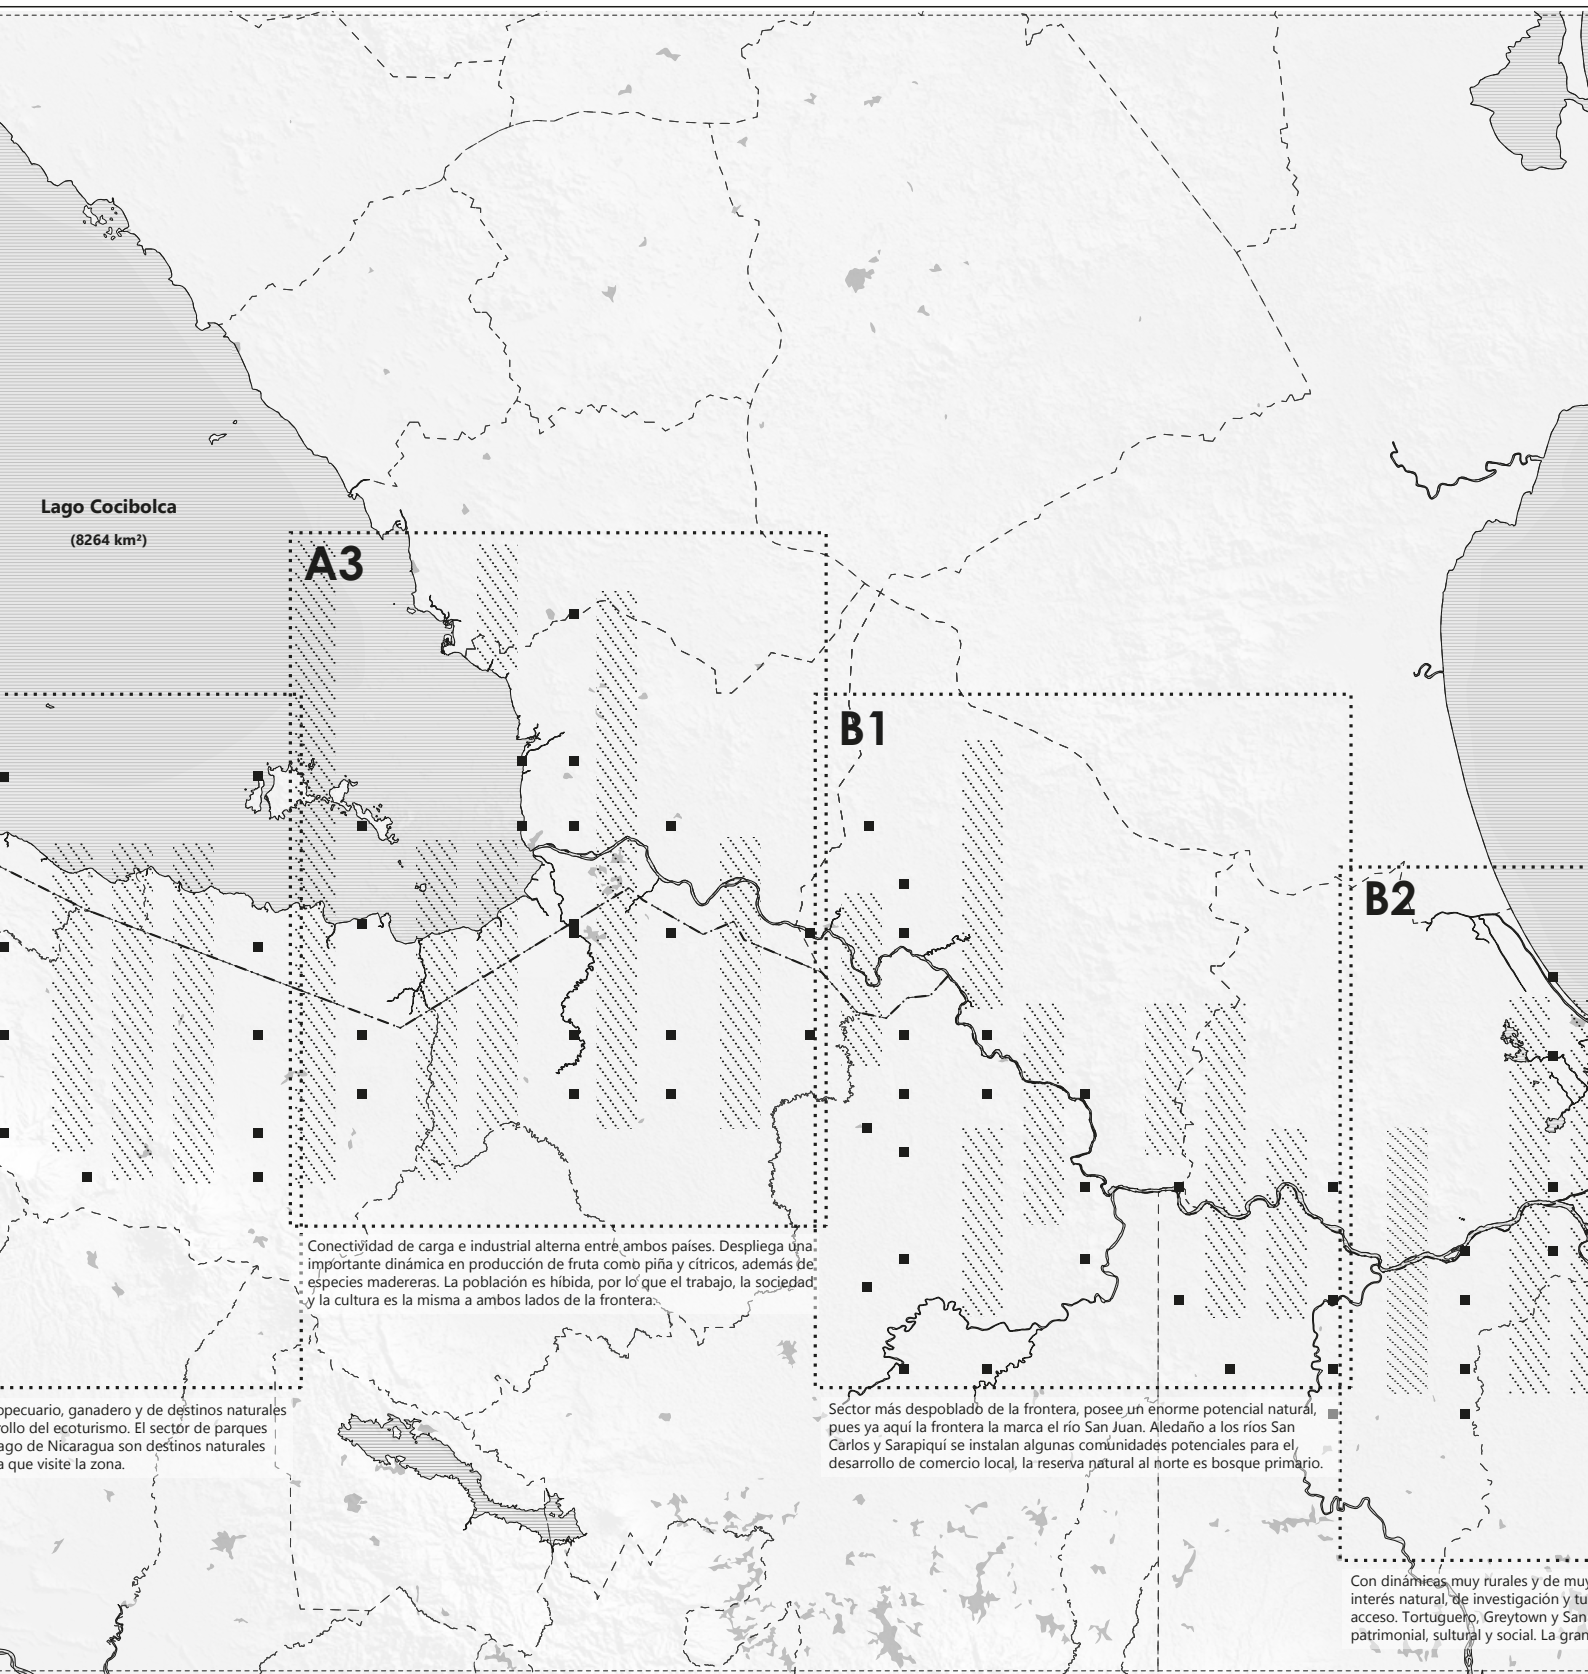 Lago Cocibolca
(8264 km²)
A3
B1
B2
Conectividad de carga e industrial alterna entre ambos países. Despliega una
importante dinámica en producción de fruta como piña y cítricos, además de
especies madereras. La población es híbida, por lo que el trabajo, la sociedad
y la cultura es la misma a ambos lados de la frontera.
opecuario, ganadero y de destinos naturales
rollo del ecoturismo. El sector de parques
ago de Nicaragua son destinos naturales
a que visite la zona.
Sector más despoblado de la frontera, posee un enorme potencial natural,
pues ya aquí la frontera la marca el río San Juan. Aledaño a los ríos San
Carlos y Sarapiquí se instalan algunas comunidades potenciales para el
desarrollo de comercio local, la reserva natural al norte es bosque primario.
Con dinámicas muy rurales y de muy
interés natural, de investigación y tu
acceso. Tortuguero, Greytown y San
patrimonial, sultural y social. La gran